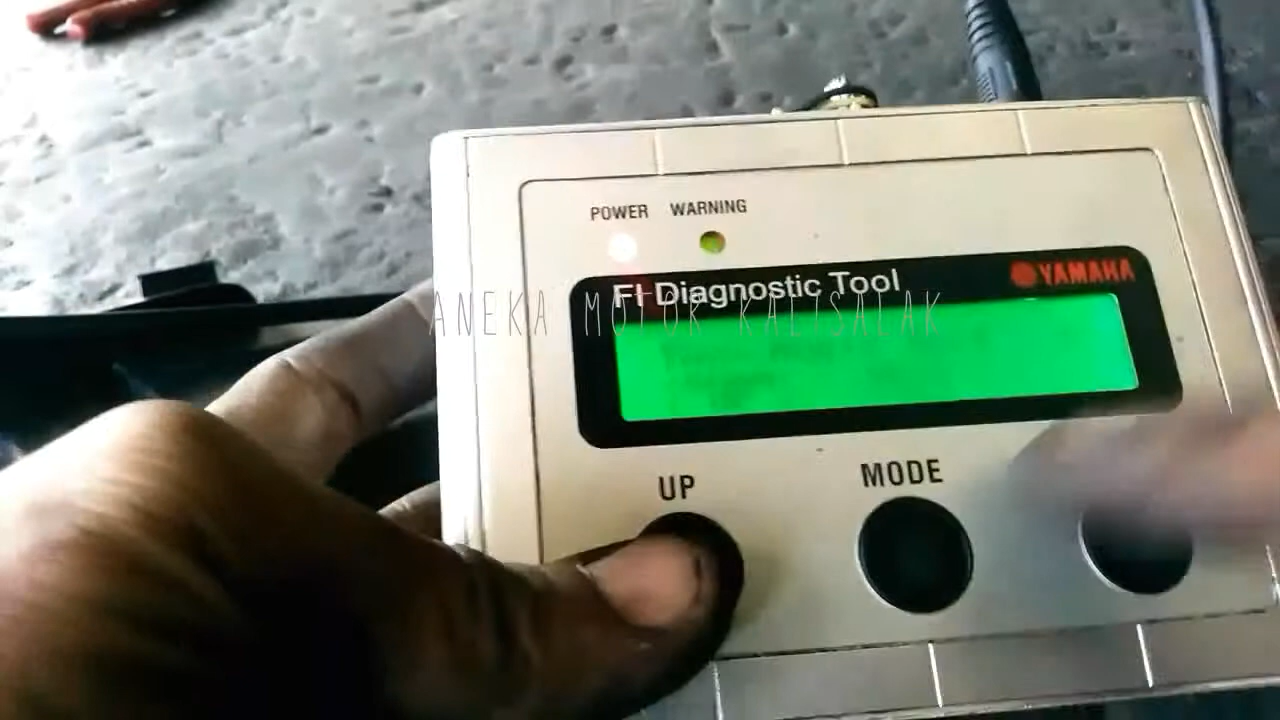 POWER WARNING
FI Diagnostic Tool YAMAHA
ANEKA MOTOR KALISALAK
UP MODE